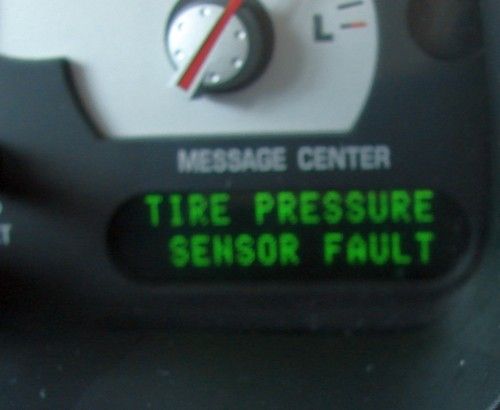 L
MESSAGE CENTER
TIRE PRESSURE
SENSOR FAULT